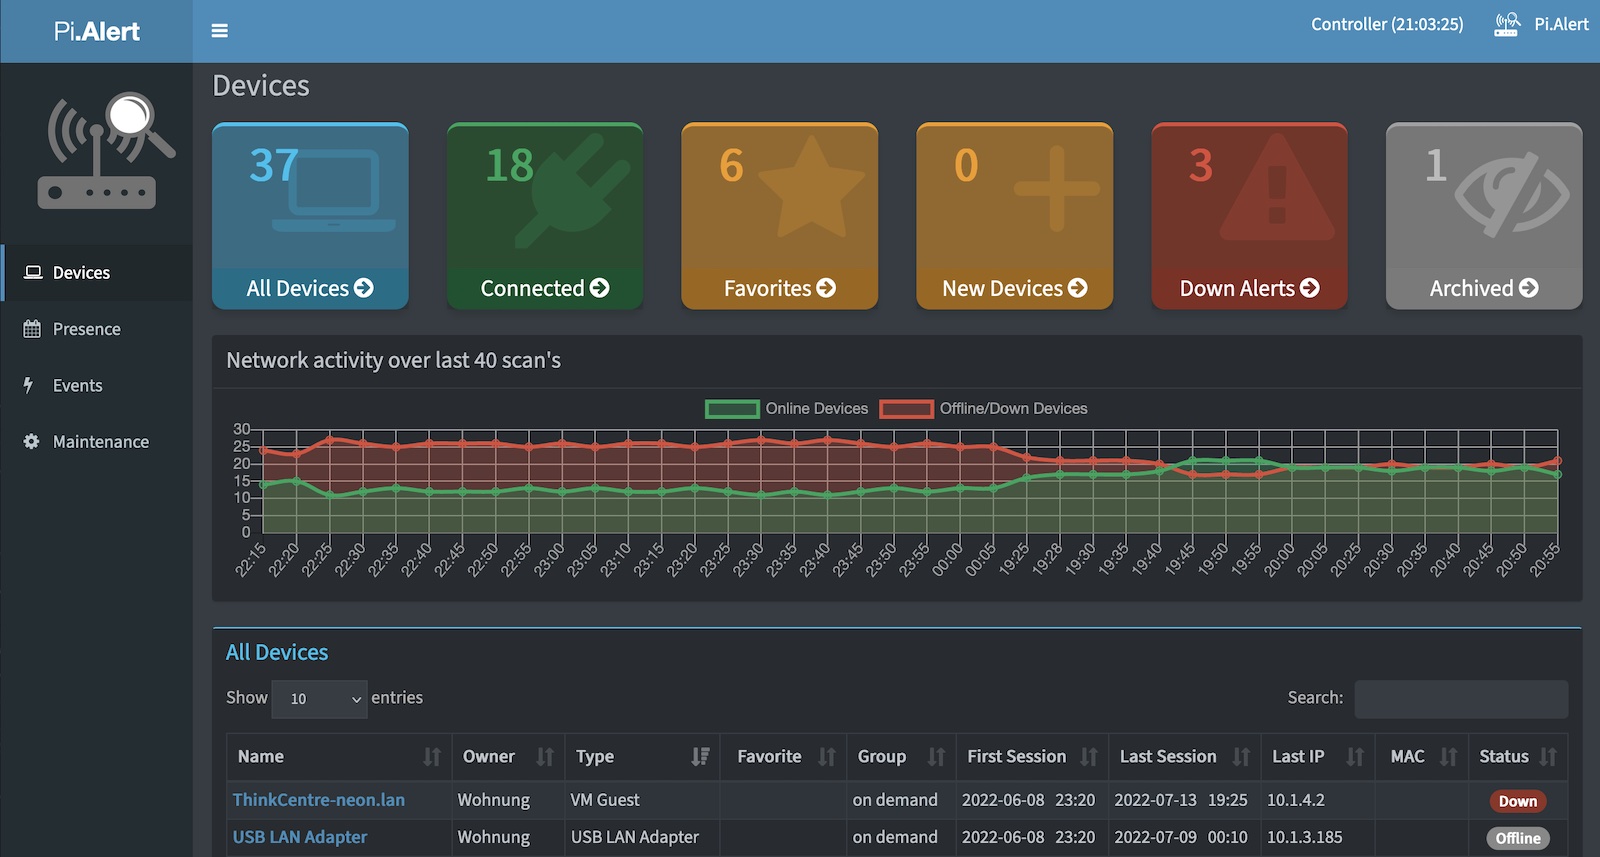 Pi.Alert
Controller (21:03:25) Pi.Alert
Devices
Presence
Events
Maintenance
Devices
37
All Devices
18
Connected
6
Favorites
0
New Devices
3
Down Alerts
1
Archived
Network activity over last 40 scan's
Online Devices Offline/Down Devices
30
25
20
15
10
5
0
22:15 22:20 22:25 22:30 22:35 22:40 22:45 22:50 22:55 23:00 23:05 23:10 23:15 23:20 23:25 23:30 23:35 23:40 23:45 23:50 23:55 00:00 00:05 19:25 19:28 19:30 19:35 19:40 19:45 19:50 19:55 20:00 20:05 20:25 20:30 20:35 20:40 20:45 20:50 20:55
All Devices
Show 10 entries Search:
Name Owner Type Favorite Group First Session Last Session Last IP MAC Status
ThinkCentre-neon.lan Wohnung VM Guest on demand 2022-06-08 23:20 2022-07-13 19:25 10.1.4.2 Down
USB LAN Adapter Wohnung USB LAN Adapter on demand 2022-06-08 23:20 2022-07-09 00:10 10.1.3.185 Offline